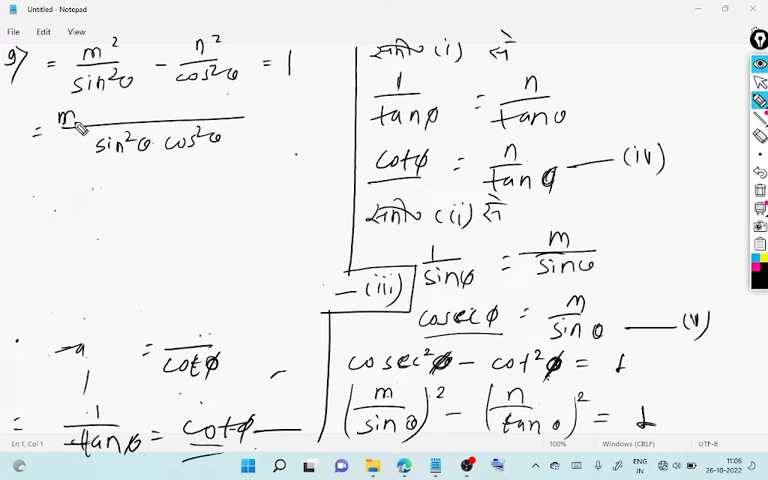 Untitled - Notepad
File Edit View
9) = m²/sin²θ - n²/cos²θ = 1
= m / sin²θ cos²θ
= /cotφ
= 1/tanφ = cotφ
— (iii)
समी० (i) से
1/tanφ = n/tanθ
cotφ = n/tanθ — (iv)
समी० (ii) से
1/sinφ = m/sinθ
cosecφ = m/sinθ — (v)
cosec²φ - cot²φ = 1
(m/sinθ)² - (n/tanθ)² = 1
Ln 1, Col 1 100% Windows (CRLF) UTF-8
ENG IN 11:06 26-10-2022